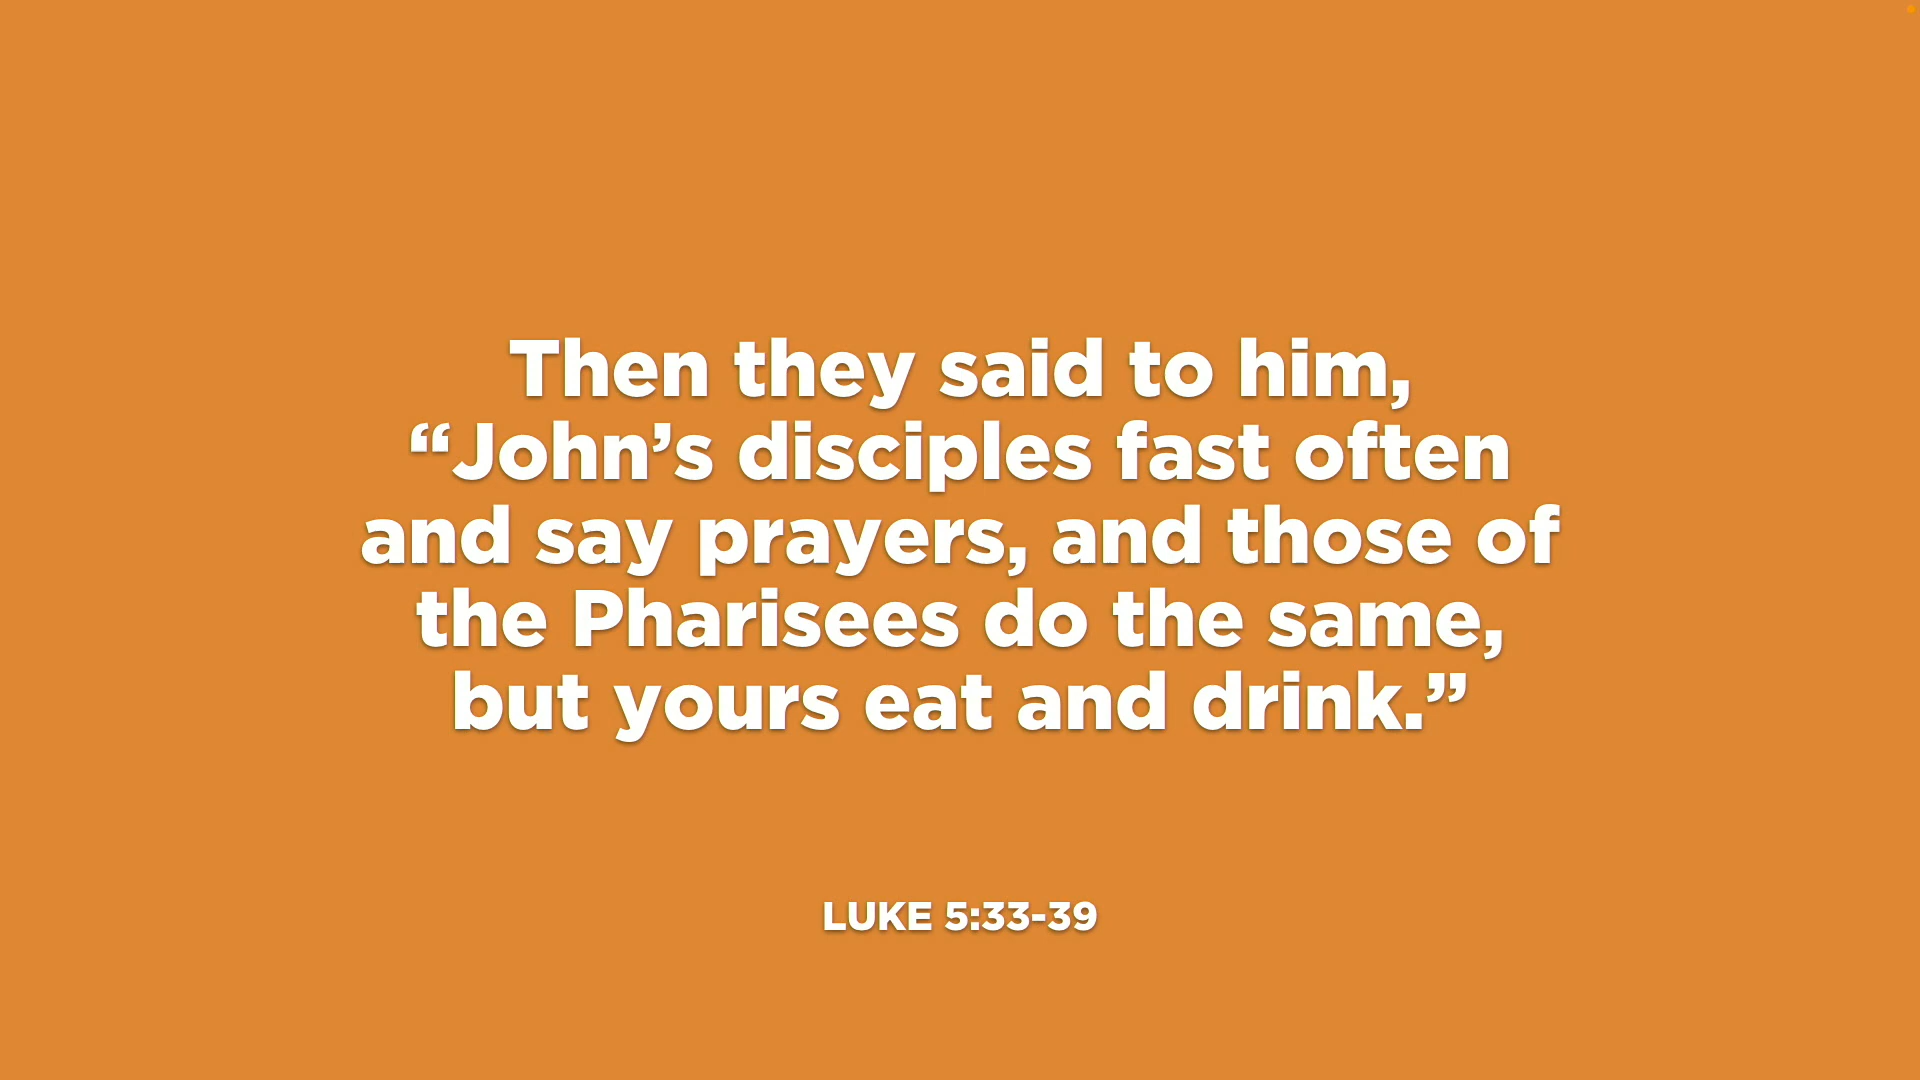 Then they said to him,
“John’s disciples fast often
and say prayers, and those of
the Pharisees do the same,
but yours eat and drink.”
LUKE 5:33-39